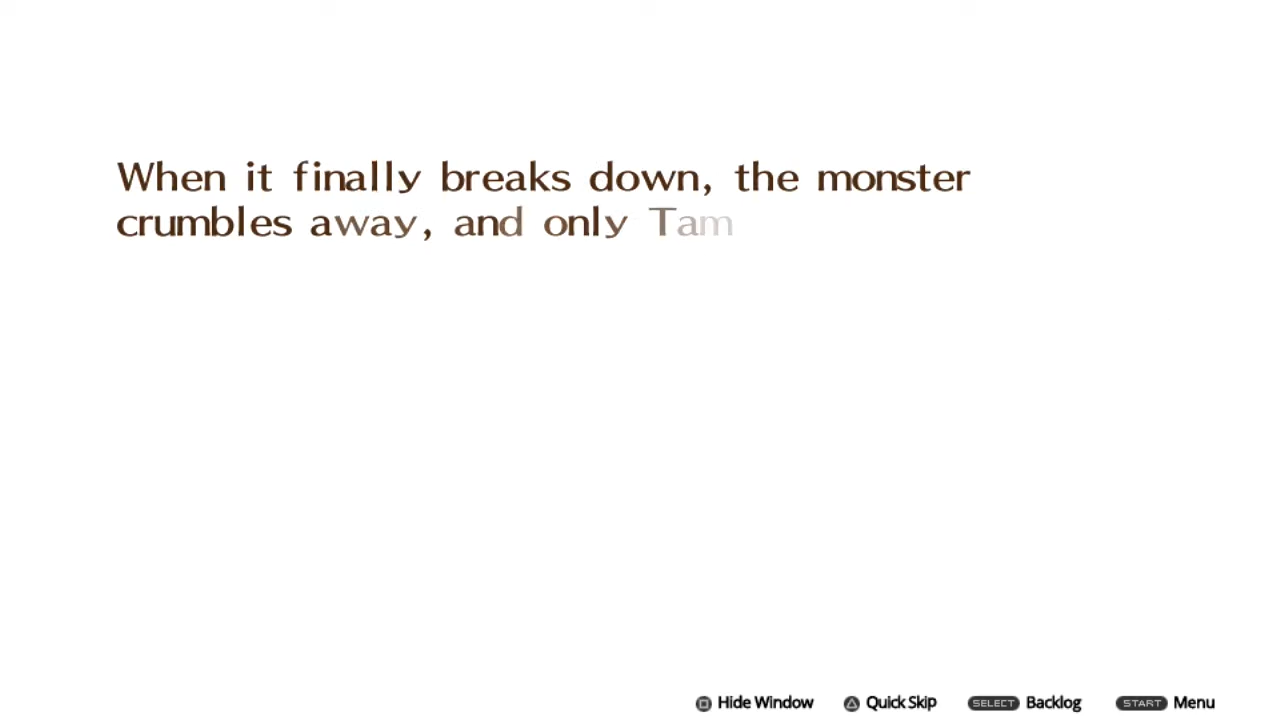 When it finally breaks down, the monster
crumbles away, and only Tam
Hide Window Quick Skip SELECT Backlog START Menu